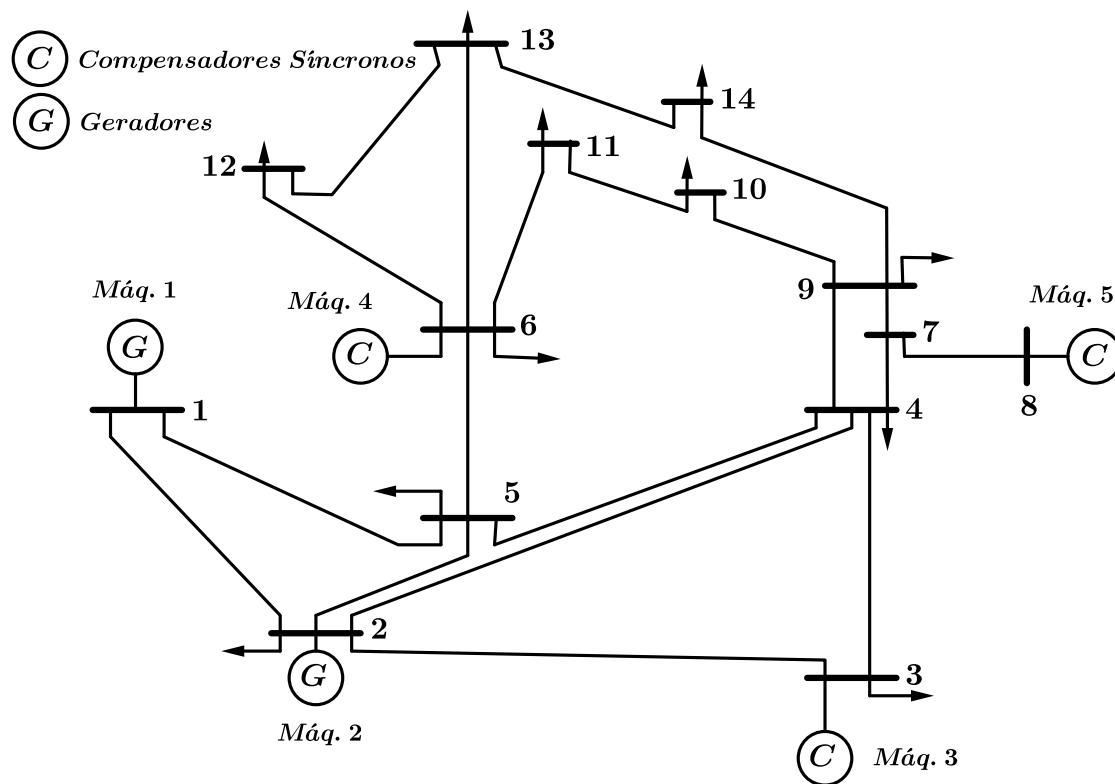 13
C Compensadores Síncronos
14
G Geradores
11
12
10
9
Máq. 1
Máq. 4
Máq. 5
6
7
G
C
C
8
1
4
5
2
G
3
Máq. 2
C
Máq. 3